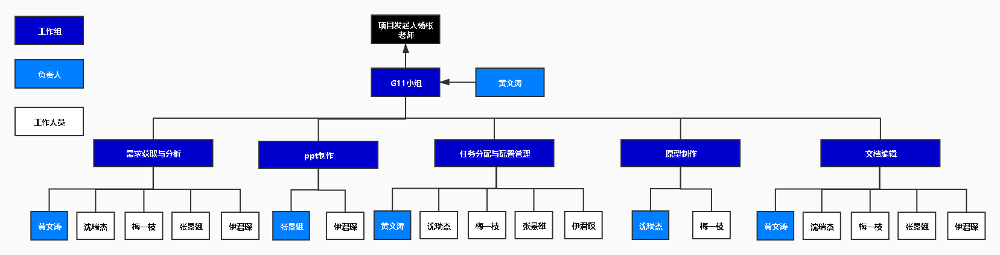 工作组
负责人
工作人员
项目发起人杨枨
老师
G11小组
黄文涛
需求获取与分析
ppt制作
任务分配与配置管理
原型制作
文档编辑
黄文涛
沈瑞杰
梅一枝
张景雄
伊君琛
张景雄
伊君琛
黄文涛
沈瑞杰
梅一枝
张景雄
伊君琛
沈瑞杰
梅一枝
黄文涛
沈瑞杰
梅一枝
张景雄
伊君琛